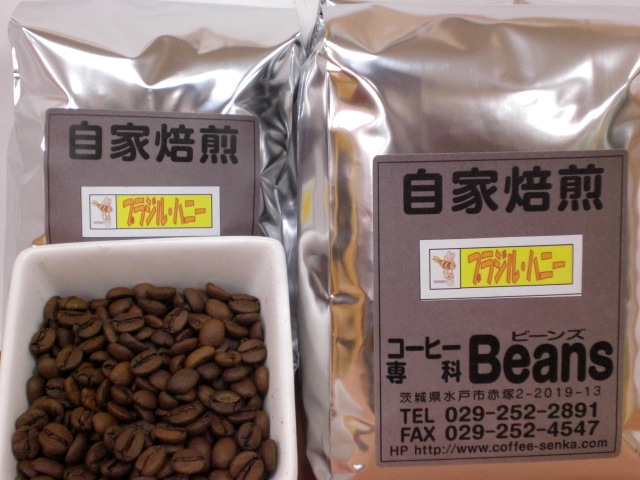 自家焙煎
ブラジル・ハニー
自家焙煎
ブラジル・ハニー
コーヒー専科 ビーンズ Beans
茨城県水戸市赤塚2-2019-13
TEL 029-252-2891
FAX 029-252-4547
HP http://www.coffee-senka.com